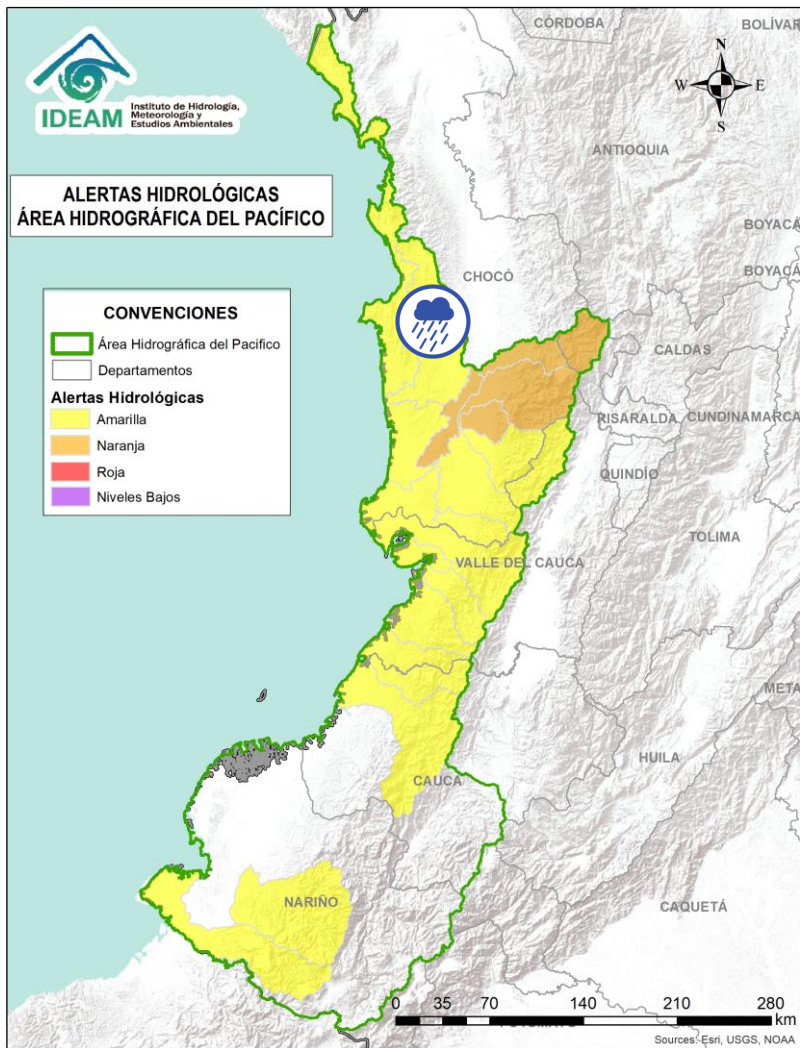 CÓRDOBA
BOLÍVAR
N
W
E
S
IDEAM
Instituto de Hidrología,
Meteorología y
Estudios Ambientales
ANTIOQUIA
ALERTAS HIDROLÓGICAS
ÁREA HIDROGRÁFICA DEL PACÍFICO
BOYACÁ
BOYACÁ
CHOCÓ
CONVENCIONES
Área Hidrográfica del Pacifico
Departamentos
Alertas Hidrológicas
Amarilla
Naranja
Roja
Niveles Bajos
CALDAS
RISARALDA
CUNDINAMARCA
QUINDÍO
TOLIMA
VALLE DEL CAUCA
META
HUILA
CAUCA
NARIÑO
CAQUETÁ
0 35 70 140 210 280
km
Sources: Esri, USGS, NOAA